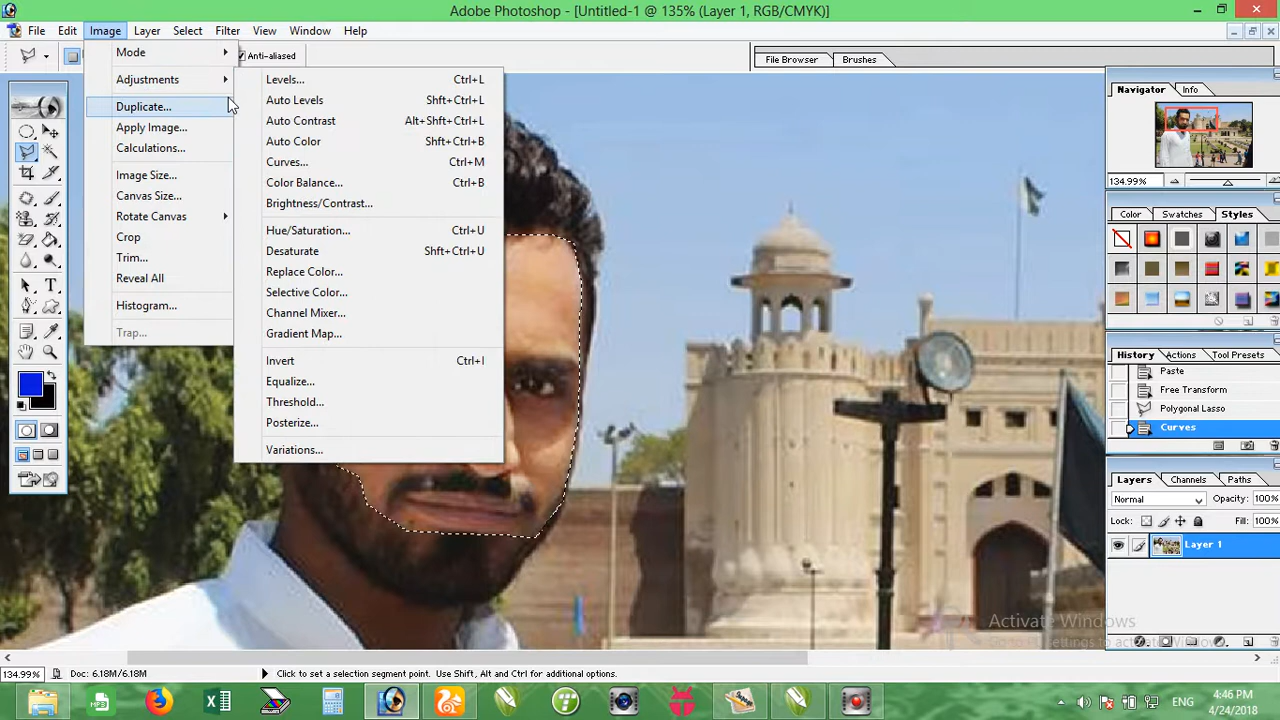 Adobe Photoshop - [Untitled-1 @ 135% (Layer 1, RGB/CMYK)]
File Edit Image Layer Select Filter View Window Help
Anti-aliased
File Browser
Brushes
Mode
Adjustments
Duplicate...
Apply Image...
Calculations...
Image Size...
Canvas Size...
Rotate Canvas
Crop
Trim...
Reveal All
Histogram...
Trap...
Levels... Ctrl+L
Auto Levels Shft+Ctrl+L
Auto Contrast Alt+Shft+Ctrl+L
Auto Color Shft+Ctrl+B
Curves... Ctrl+M
Color Balance... Ctrl+B
Brightness/Contrast...
Hue/Saturation... Ctrl+U
Desaturate Shft+Ctrl+U
Replace Color...
Selective Color...
Channel Mixer...
Gradient Map...
Invert Ctrl+I
Equalize...
Threshold...
Posterize...
Variations...
Navigator Info
134.99%
Color Swatches Styles
History Actions Tool Presets
Paste
Free Transform
Polygonal Lasso
Curves
Layers Channels Paths
Normal Opacity: 100%
Lock: Fill: 100%
Layer 1
Activate Windows
134.99% Doc: 6.18M/6.18M Click to set a selection segment point. Use Shift, Alt and Ctrl for additional options.
MP3
ENG
4:46 PM
4/24/2018